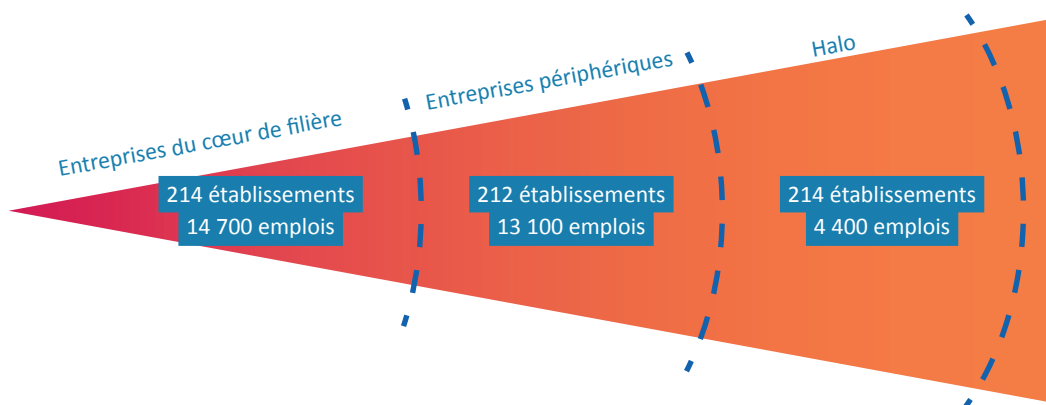 Entreprises du cœur de filière
214 établissements
14 700 emplois
Entreprises périphériques
212 établissements
13 100 emplois
Halo
214 établissements
4 400 emplois